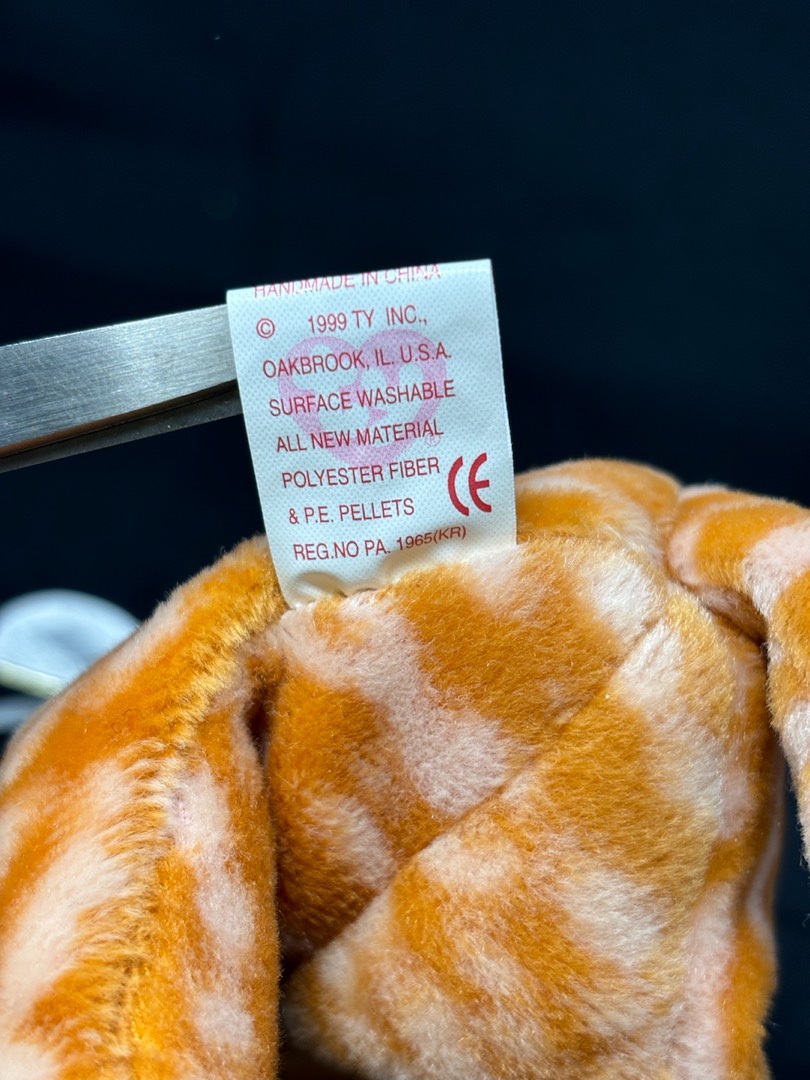 HANDMADE IN CHINA
© 1999 TY INC.,
OAKBROOK, IL. U.S.A.
SURFACE WASHABLE
ALL NEW MATERIAL
POLYESTER FIBER
& P.E. PELLETS
CE
REG.NO PA. 1965(KR)